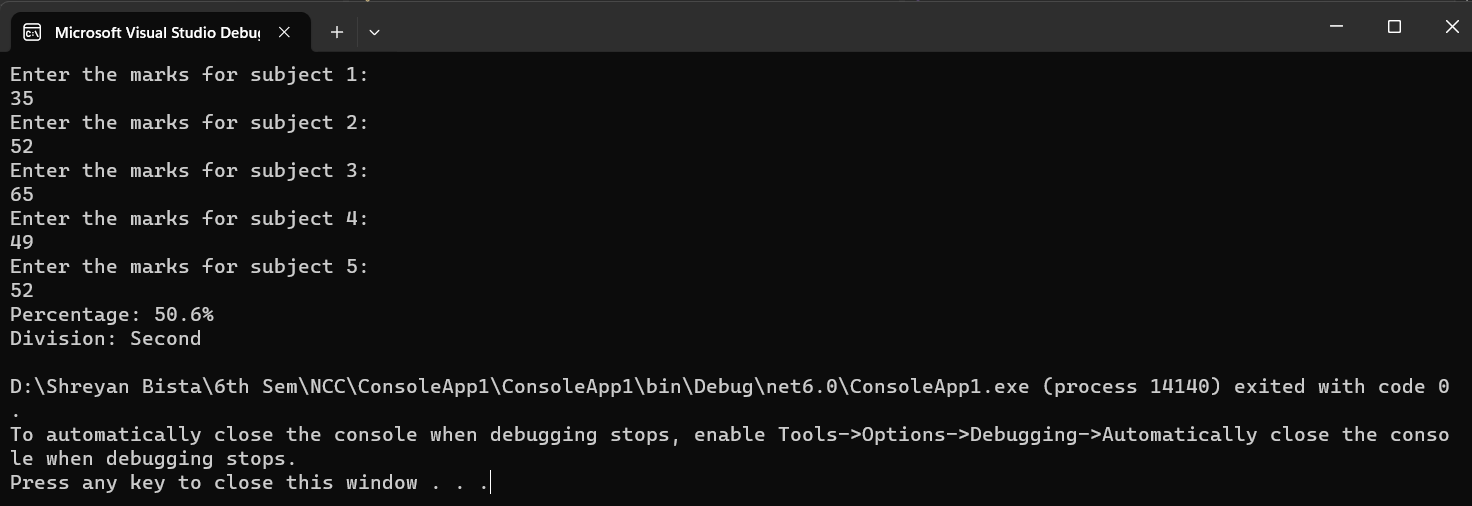 Microsoft Visual Studio Debu
Enter the marks for subject 1:
35
Enter the marks for subject 2:
52
Enter the marks for subject 3:
65
Enter the marks for subject 4:
49
Enter the marks for subject 5:
52
Percentage: 50.6%
Division: Second
D:\Shreyan Bista\6th Sem\NCC\ConsoleApp1\ConsoleApp1\bin\Debug\net6.0\ConsoleApp1.exe (process 14140) exited with code 0
.
To automatically close the console when debugging stops, enable Tools->Options->Debugging->Automatically close the conso
le when debugging stops.
Press any key to close this window . . .